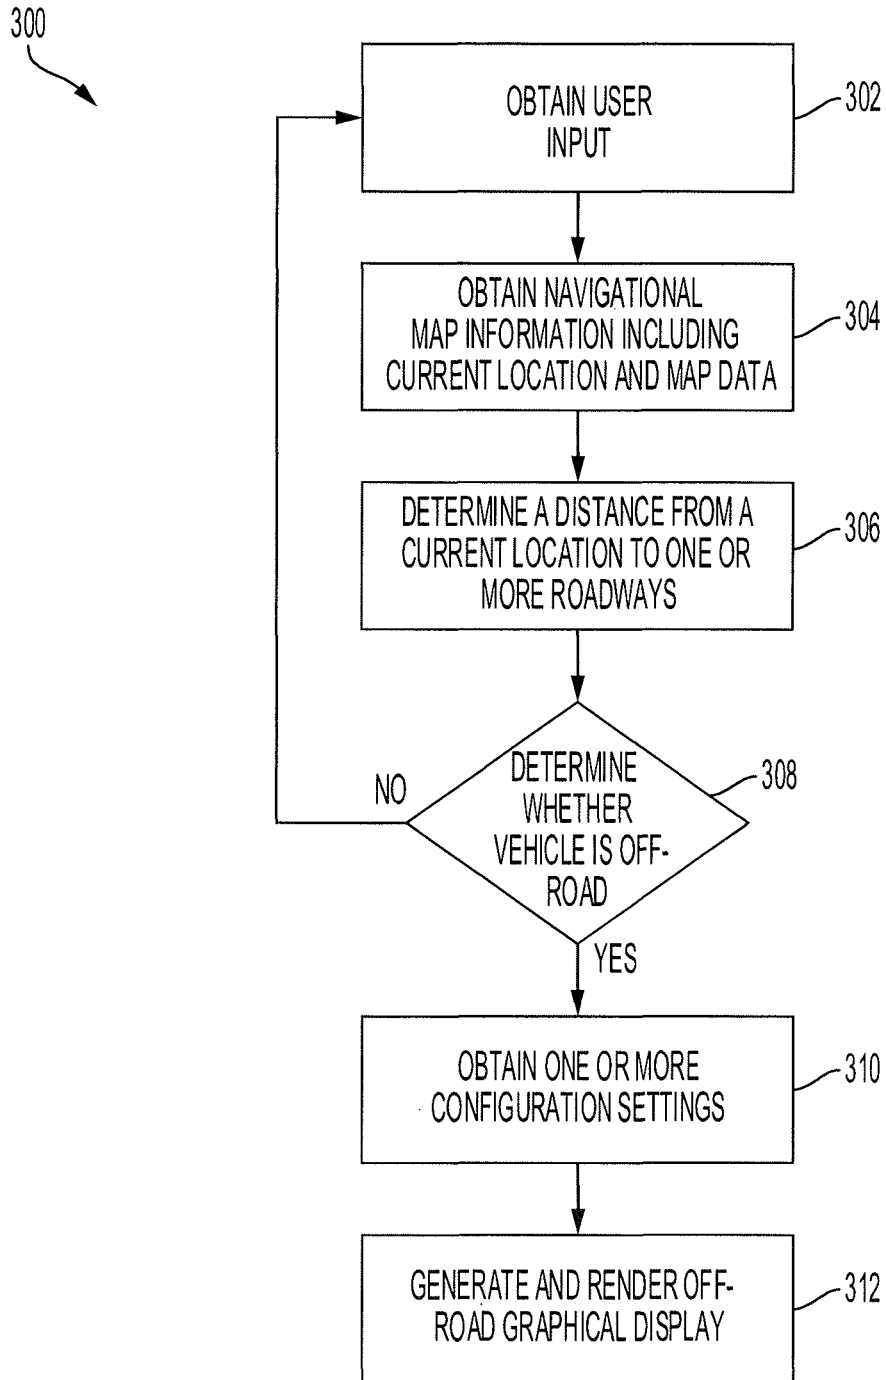 300
OBTAIN USER
INPUT
302
OBTAIN NAVIGATIONAL
MAP INFORMATION INCLUDING
CURRENT LOCATION AND MAP DATA
304
DETERMINE A DISTANCE FROM A
CURRENT LOCATION TO ONE OR
MORE ROADWAYS
306
DETERMINE
WHETHER
VEHICLE IS OFF-
ROAD
308
NO
YES
OBTAIN ONE OR MORE
CONFIGURATION SETTINGS
310
GENERATE AND RENDER OFF-
ROAD GRAPHICAL DISPLAY
312